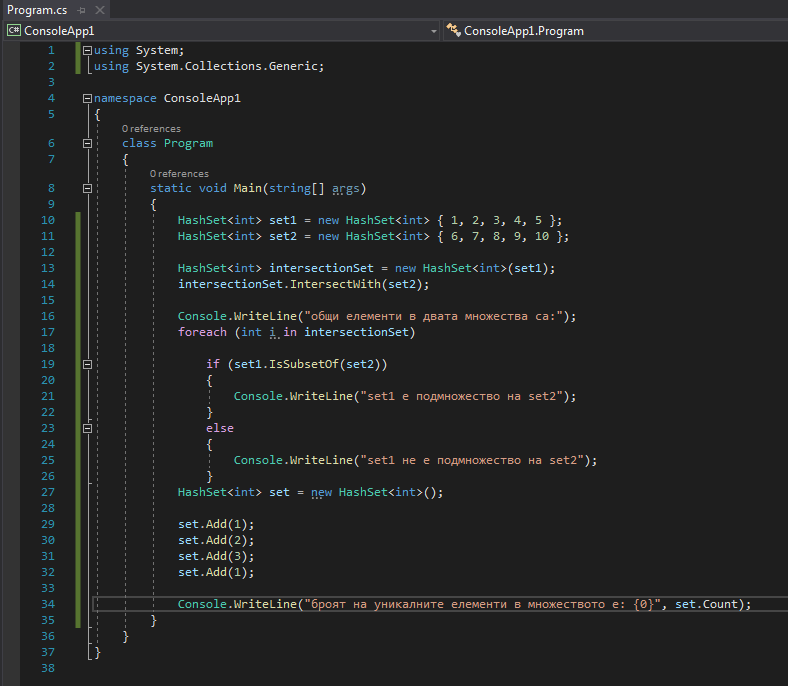 Program.cs
C# ConsoleApp1
ConsoleApp1.Program
1 using System;
2 using System.Collections.Generic;
3
4 namespace ConsoleApp1
5 {
0 references
6 class Program
7 {
0 references
8 static void Main(string[] args)
9 {
10 HashSet<int> set1 = new HashSet<int> { 1, 2, 3, 4, 5 };
11 HashSet<int> set2 = new HashSet<int> { 6, 7, 8, 9, 10 };
12
13 HashSet<int> intersectionSet = new HashSet<int>(set1);
14 intersectionSet.IntersectWith(set2);
15
16 Console.WriteLine("общи елементи в двата множества са:");
17 foreach (int i in intersectionSet)
18
19 if (set1.IsSubsetOf(set2))
20 {
21 Console.WriteLine("set1 е подмножество на set2");
22 }
23 else
24 {
25 Console.WriteLine("set1 не е подмножество на set2");
26 }
27 HashSet<int> set = new HashSet<int>();
28
29 set.Add(1);
30 set.Add(2);
31 set.Add(3);
32 set.Add(1);
33
34 Console.WriteLine("броят на уникалните елементи в множеството е: {0}", set.Count);
35 }
36 }
37 }
38